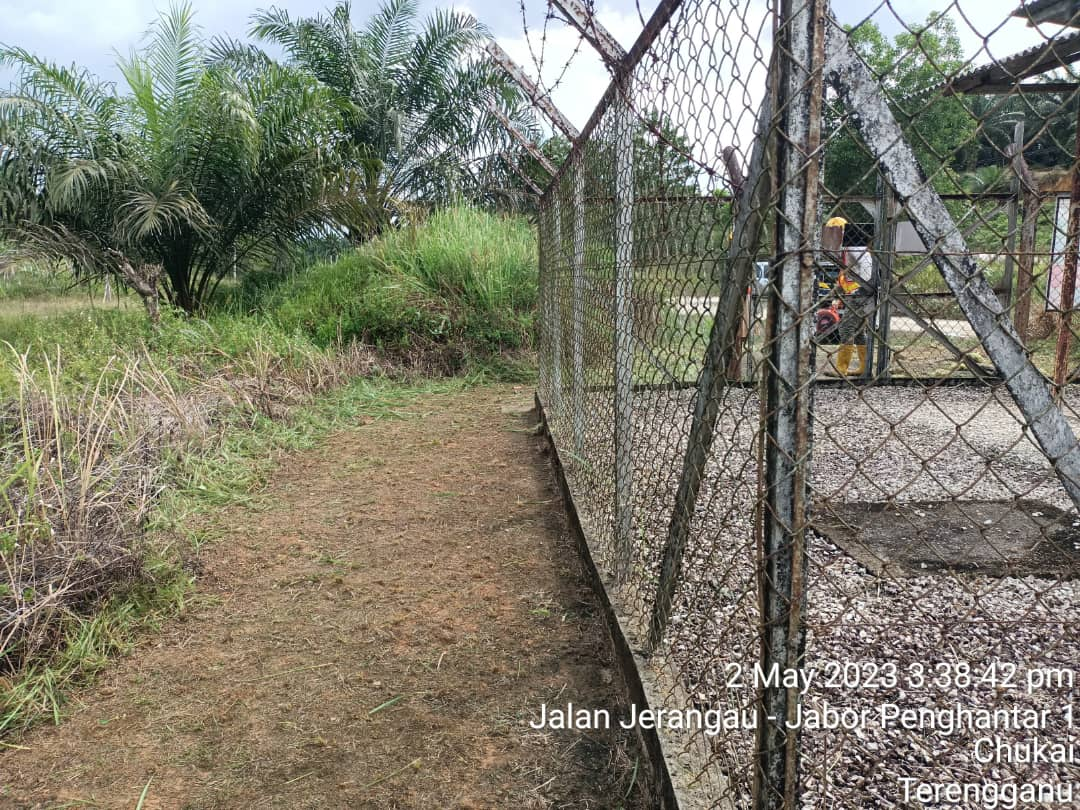 2 May 2023 3.38.42 pm
Jalan Jerangau - Jabor Penghantar 1
Chukai
Terengganu